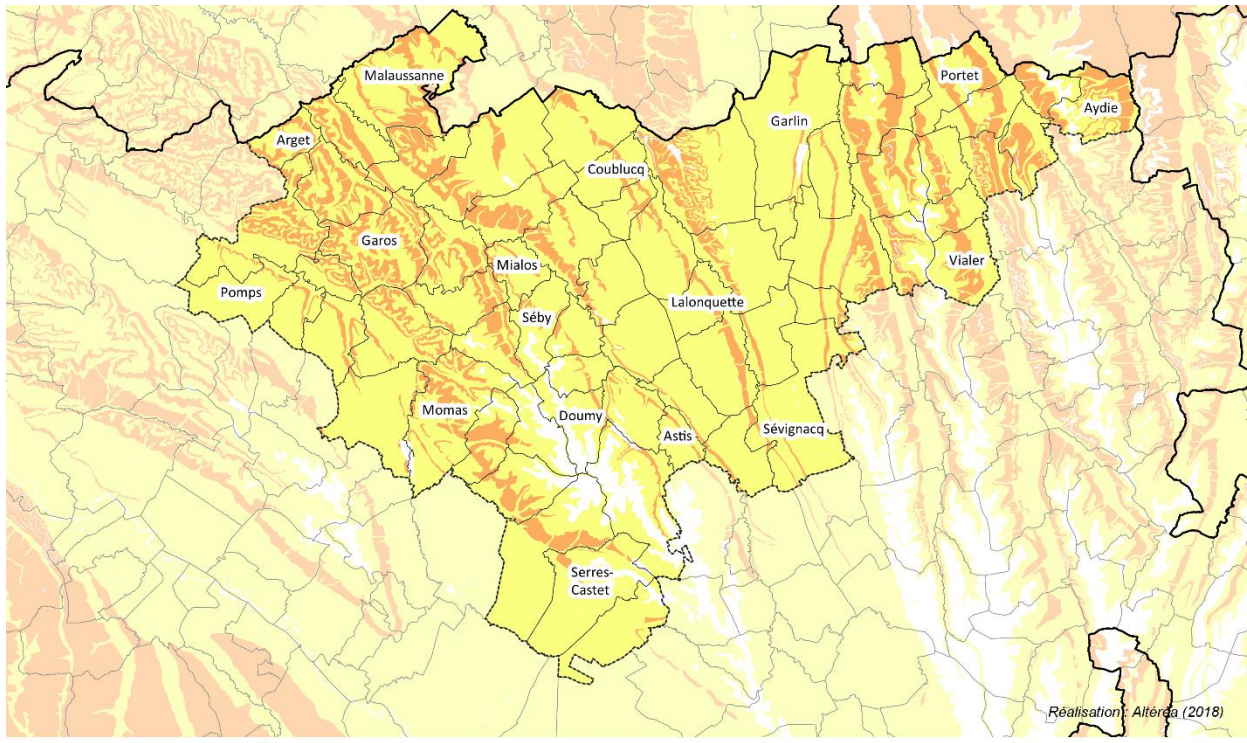 Malaussanne
Portet
Aydie
Garlin
Arget
Coublucq
Garos
Mialos
Vialer
Pomps
Lalonquette
Séby
Momas
Doumy
Astis
Sévignacq
Serres-
Castet
Réalisation : Altéréa (2018)